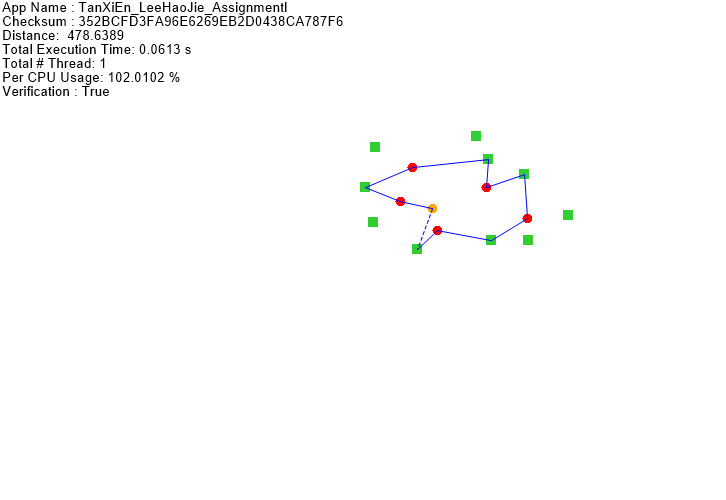 App Name : TanXiEn_LeeHaoJie_AssignmentI
Checksum : 352BCFD3FA96E6269EB2D0438CA787F6
Distance:  478.6389
Total Execution Time: 0.0613 s
Total # Thread: 1
Per CPU Usage: 102.0102 %
Verification : True